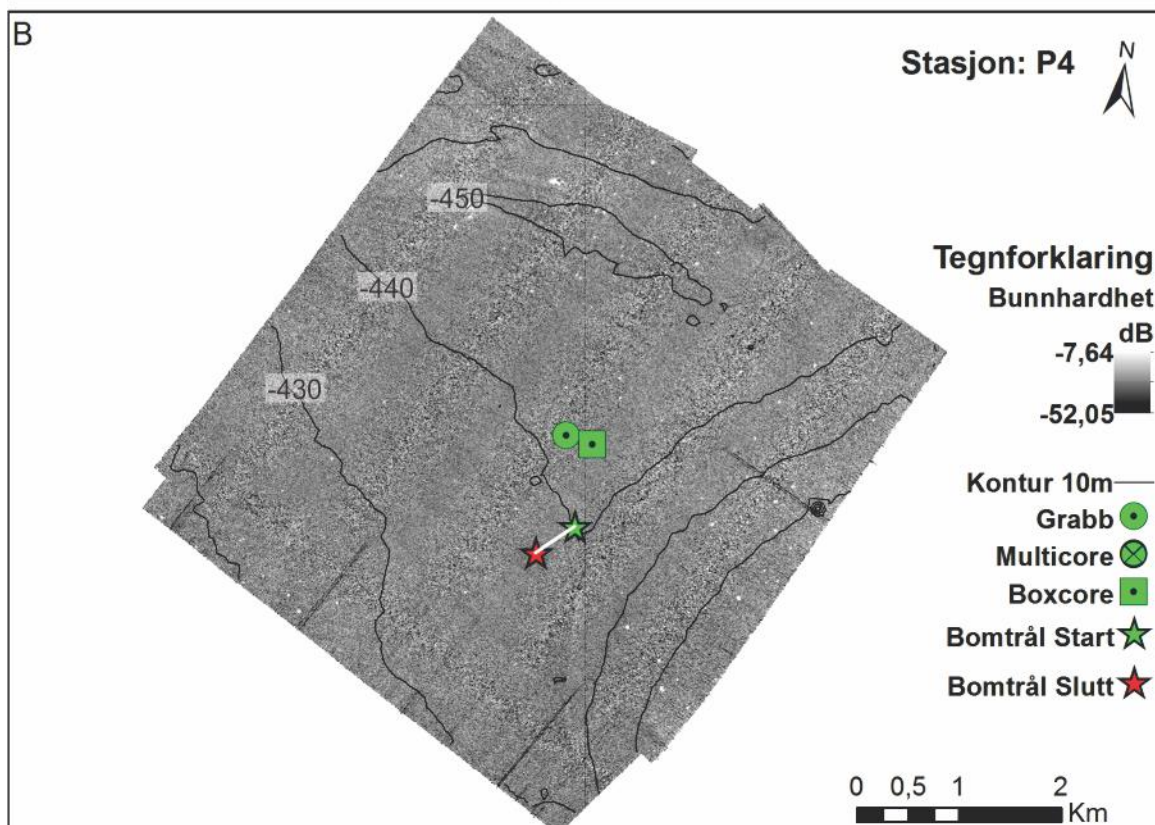 B
Stasjon: P4
N
-450
-440
-430
Tegnforklaring
Bunnhardhet
dB
-7,64
-52,05
Kontur 10m
Grabb
Multicore
Boxcore
Bomtrål Start
Bomtrål Slutt
0 0,5 1 2
Km